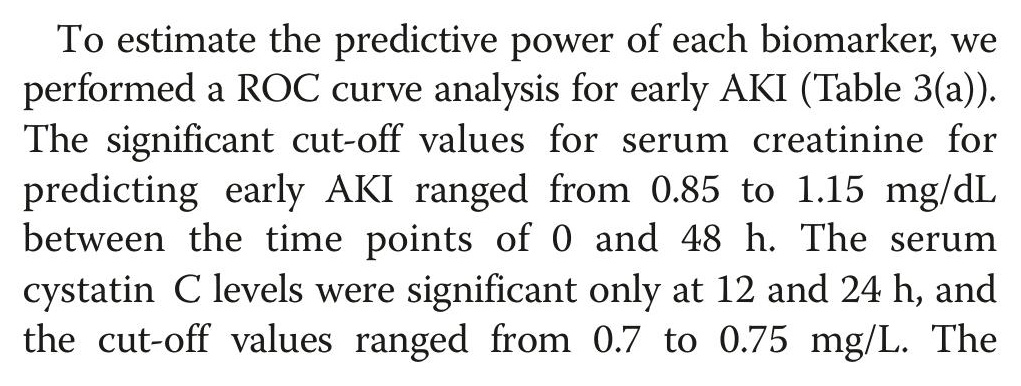 To estimate the predictive power of each biomarker, we
performed a ROC curve analysis for early AKI (Table 3(a)).
The significant cut-off values for serum creatinine for
predicting early AKI ranged from 0.85 to 1.15 mg/dL
between the time points of 0 and 48 h. The serum
cystatin C levels were significant only at 12 and 24 h, and
the cut-off values ranged from 0.7 to 0.75 mg/L. The